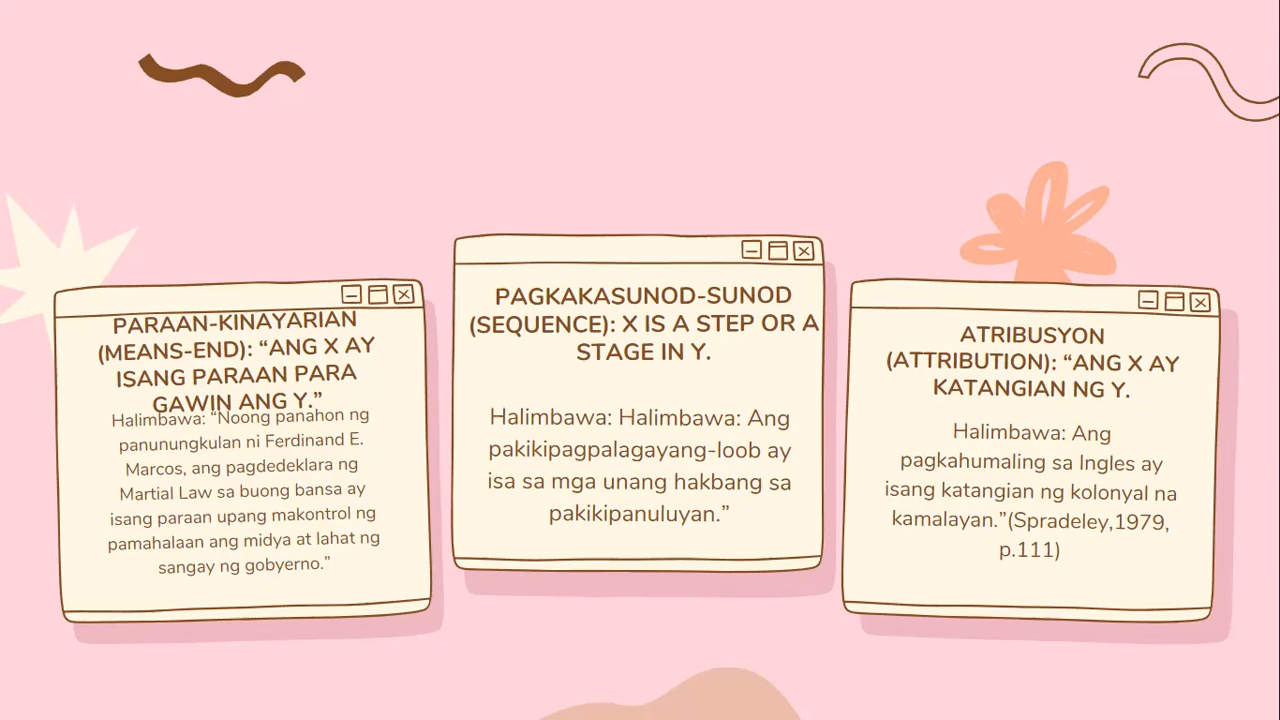 PARAAN-KINAYARIAN
(MEANS-END): “ANG X AY
ISANG PARAAN PARA
GAWIN ANG Y.”
Halimbawa: “Noong panahon ng
panunungkulan ni Ferdinand E.
Marcos, ang pagdedeklara ng
Martial Law sa buong bansa ay
isang paraan upang makontrol ng
pamahalaan ang midya at lahat ng
sangay ng gobyerno.”
PAGKAKASUNOD-SUNOD
(SEQUENCE): X IS A STEP OR A
STAGE IN Y.
Halimbawa: Halimbawa: Ang
pakikipagpalagayang-loob ay
isa sa mga unang hakbang sa
pakikipanuluyan.”
ATRIBUSYON
(ATTRIBUTION): “ANG X AY
KATANGIAN NG Y.
Halimbawa: Ang
pagkahumaling sa Ingles ay
isang katangian ng kolonyal na
kamalayan.”(Spradeley,1979,
p.111)